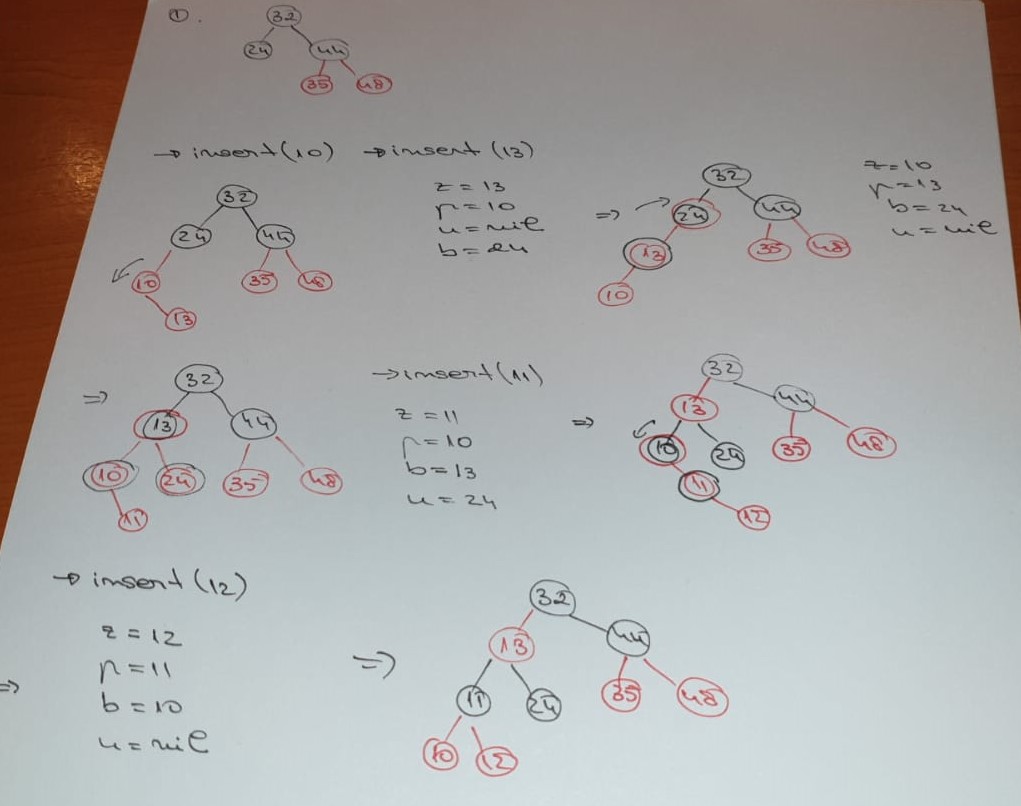 1.
32
24 44
35 48
→ insert(10) → insert(13)
32
24 44
10 35 48
13
z = 13
p = 10
u = nil
b = 24
⇒ →
32
24 44
13 35 48
10
z = 10
p = 13
b = 24
u = nil
⇒
32
13 44
10 24 35 48
11
→ insert(11)
z = 11
p = 10
b = 13
u = 24
⇒
32
13 44
10 24 35 48
11
12
→ insert(12)
⇒
z = 12
p = 11
b = 10
u = nil
⇒
32
13 44
11 24 35 48
10 12